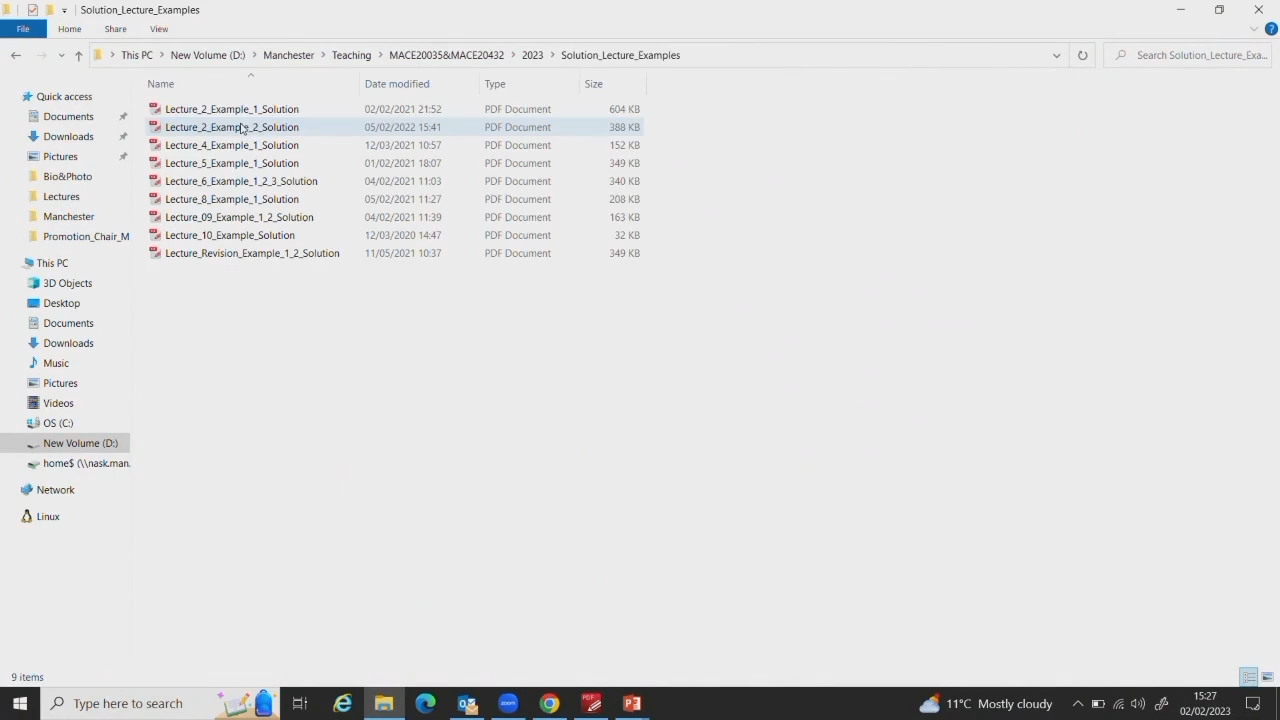 Solution_Lecture_Examples
File Home Share View
This PC New Volume (D:) Manchester Teaching MACE20035&MACE20432 2023 Solution_Lecture_Examples Search Solution_Lecture_Exa...
Name Date modified Type Size
Quick access
Documents
Downloads
Pictures
Bio&Photo
Lectures
Manchester
Promotion_Chair_M
This PC
3D Objects
Desktop
Documents
Downloads
Music
Pictures
Videos
OS (C:)
New Volume (D:)
home$ (\\nask.man.
Network
Linux
Lecture_2_Example_1_Solution 02/02/2021 21:52 PDF Document 604 KB
Lecture_2_Example_2_Solution 05/02/2022 15:41 PDF Document 388 KB
Lecture_4_Example_1_Solution 12/03/2021 10:57 PDF Document 152 KB
Lecture_5_Example_1_Solution 01/02/2021 18:07 PDF Document 349 KB
Lecture_6_Example_1_2_3_Solution 04/02/2021 11:03 PDF Document 340 KB
Lecture_8_Example_1_Solution 05/02/2021 11:27 PDF Document 208 KB
Lecture_09_Example_1_2_Solution 04/02/2021 11:39 PDF Document 163 KB
Lecture_10_Example_Solution 12/03/2020 14:47 PDF Document 32 KB
Lecture_Revision_Example_1_2_Solution 11/05/2021 10:37 PDF Document 349 KB
9 items
Type here to search
zoom
PDF
11°C Mostly cloudy
15:27
02/02/2023